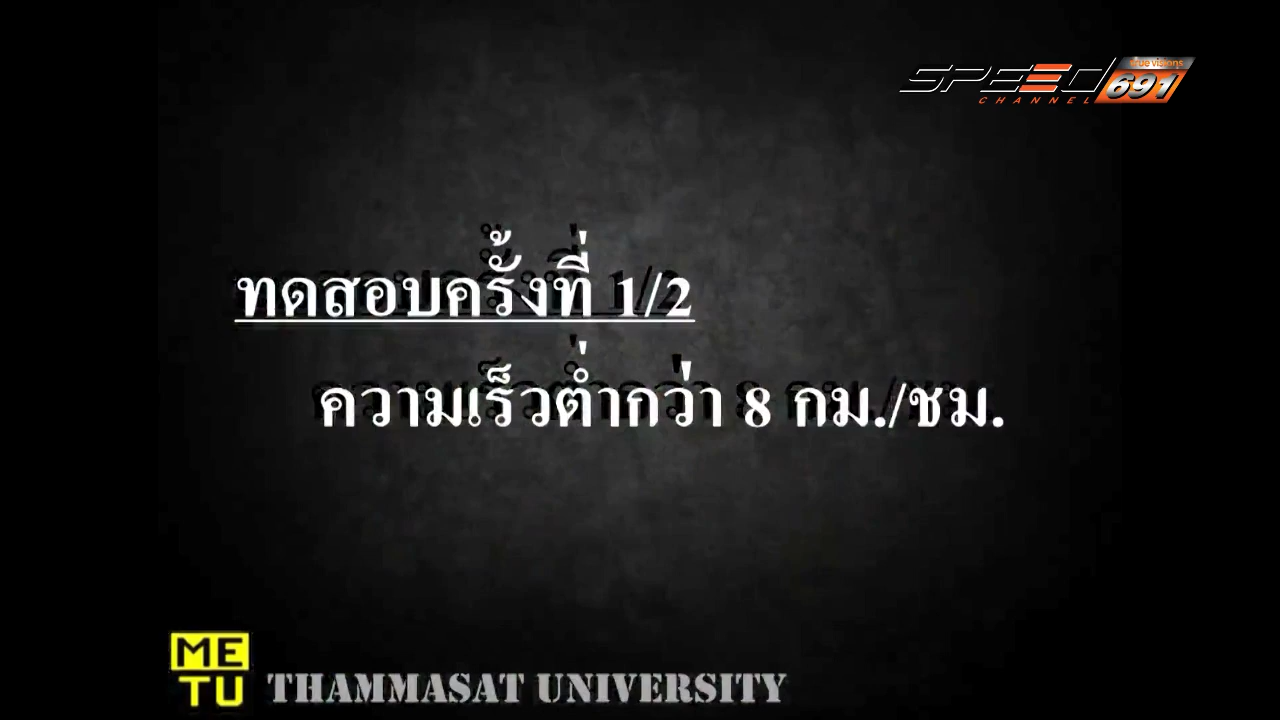 SPEED CHANNEL true visions 691
ทดสอบครั้งที่ 1/2
ความเร็วต่ำกว่า 8 กม./ชม.
ME
TU
THAMMASAT UNIVERSITY